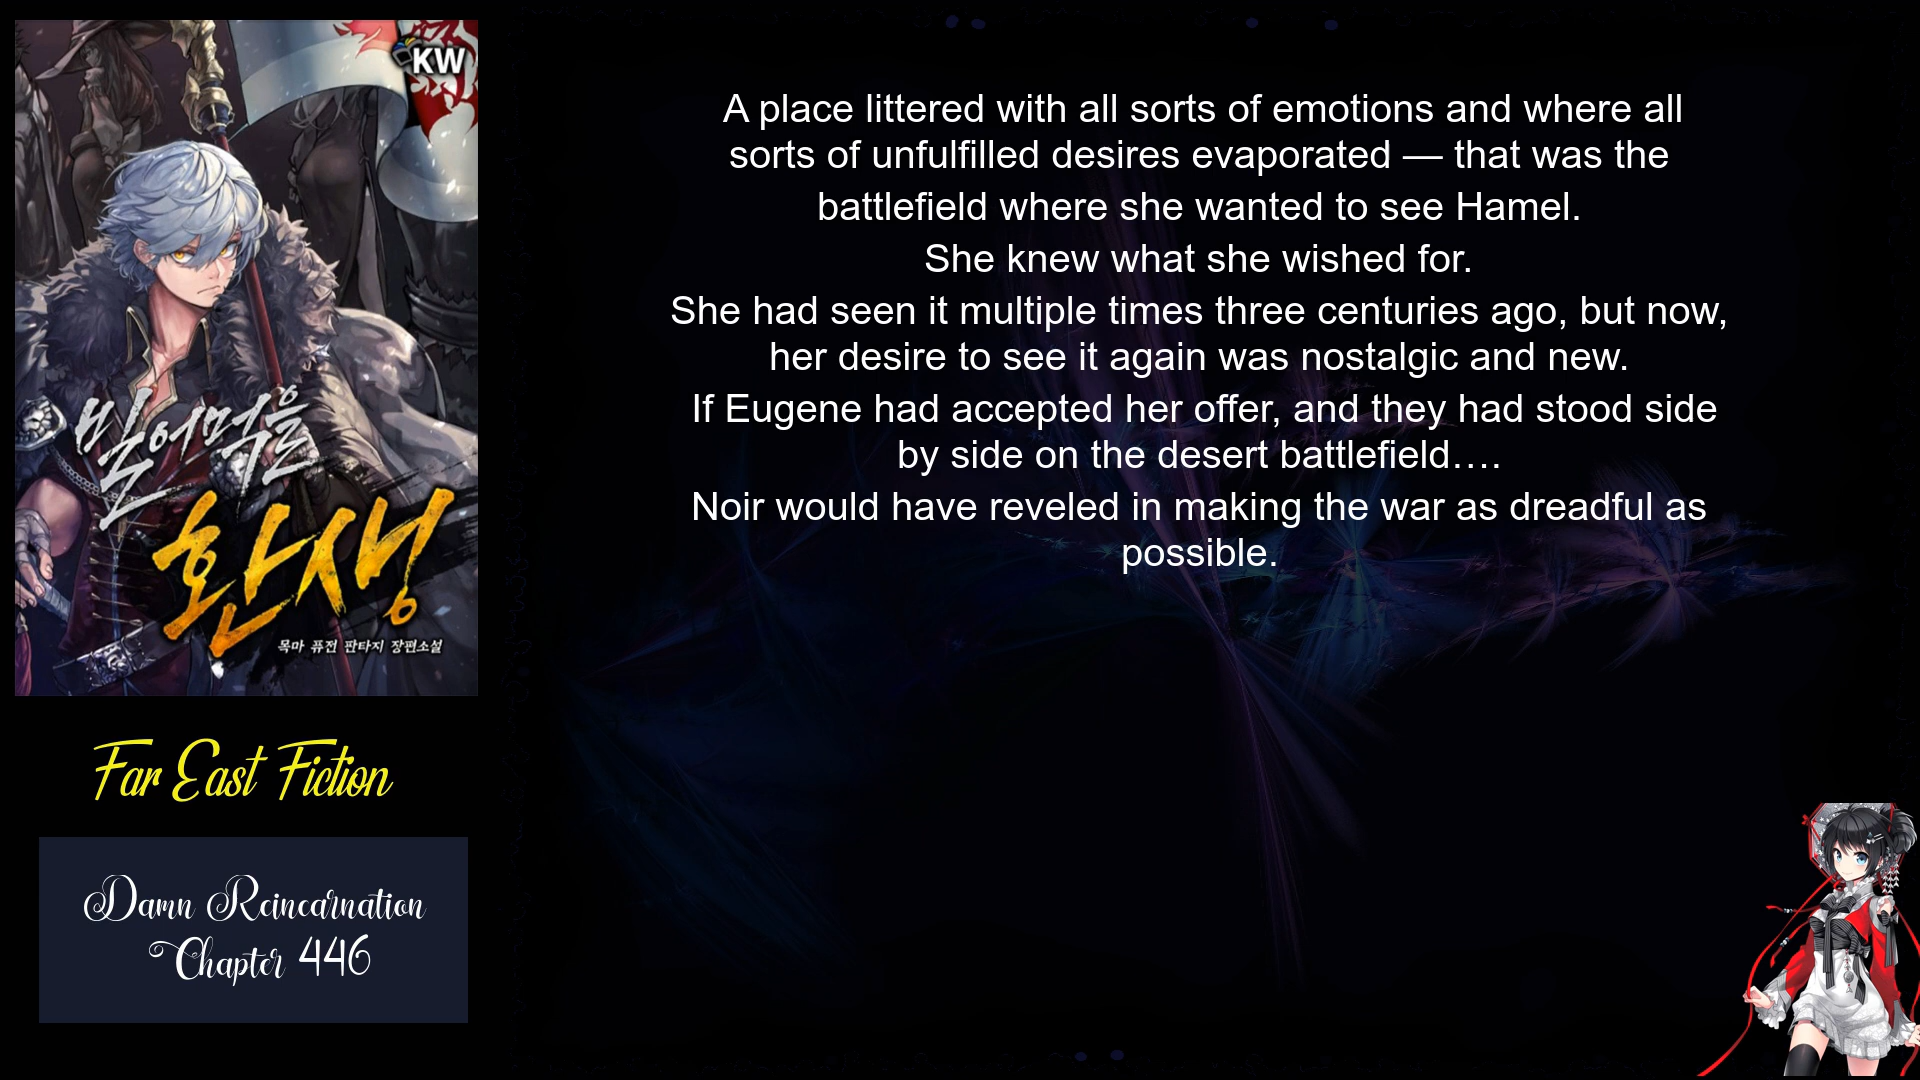 KW
빌어먹을
환생
목마 퓨전 판타지 장편소설
Far East Fiction
Damn Reincarnation
Chapter 446
A place littered with all sorts of emotions and where all
sorts of unfulfilled desires evaporated — that was the
battlefield where she wanted to see Hamel.
She knew what she wished for.
She had seen it multiple times three centuries ago, but now,
her desire to see it again was nostalgic and new.
If Eugene had accepted her offer, and they had stood side
by side on the desert battlefield….
Noir would have reveled in making the war as dreadful as
possible.